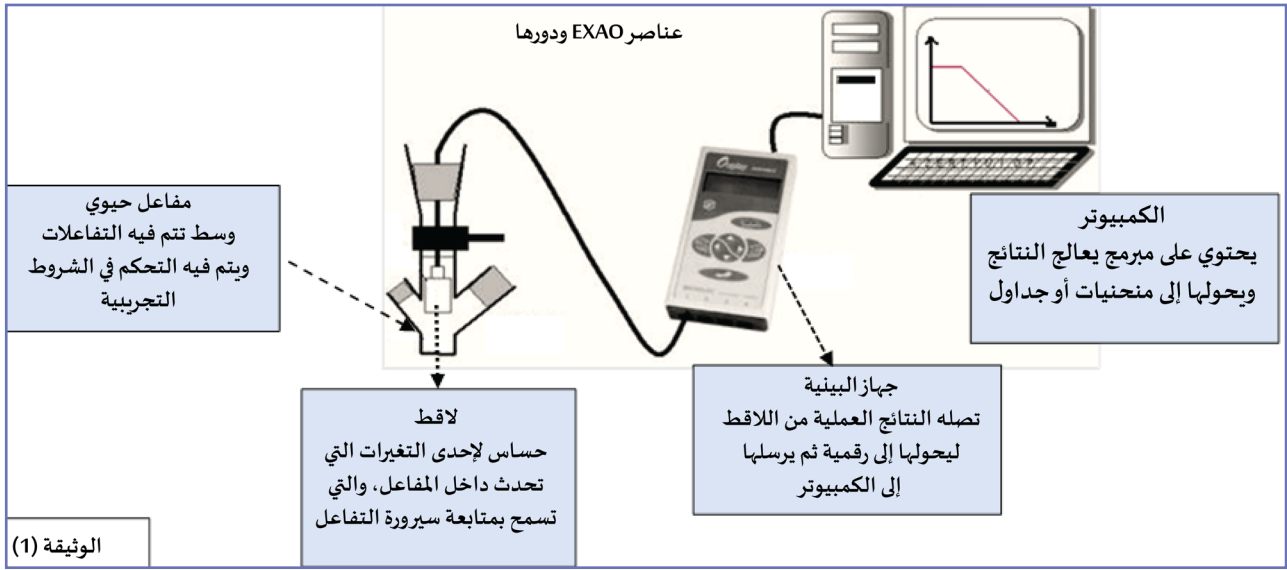 عناصر EXAO ودورها
مفاعل حيوي
وسط تتم فيه التفاعلات
ويتم فيه التحكم في الشروط
التجريبية
الكمبيوتر
يحتوي على مبرمج يعالج النتائج
ويحولها إلى منحنيات أو جداول
جهاز البينية
تصله النتائج العملية من اللاقط
ليحولها إلى رقمية ثم يرسلها
إلى الكمبيوتر
لاقط
حساس لإحدى التغيرات التي
تحدث داخل المفاعل، والتي
تسمح بمتابعة سيرورة التفاعل
الوثيقة (1)